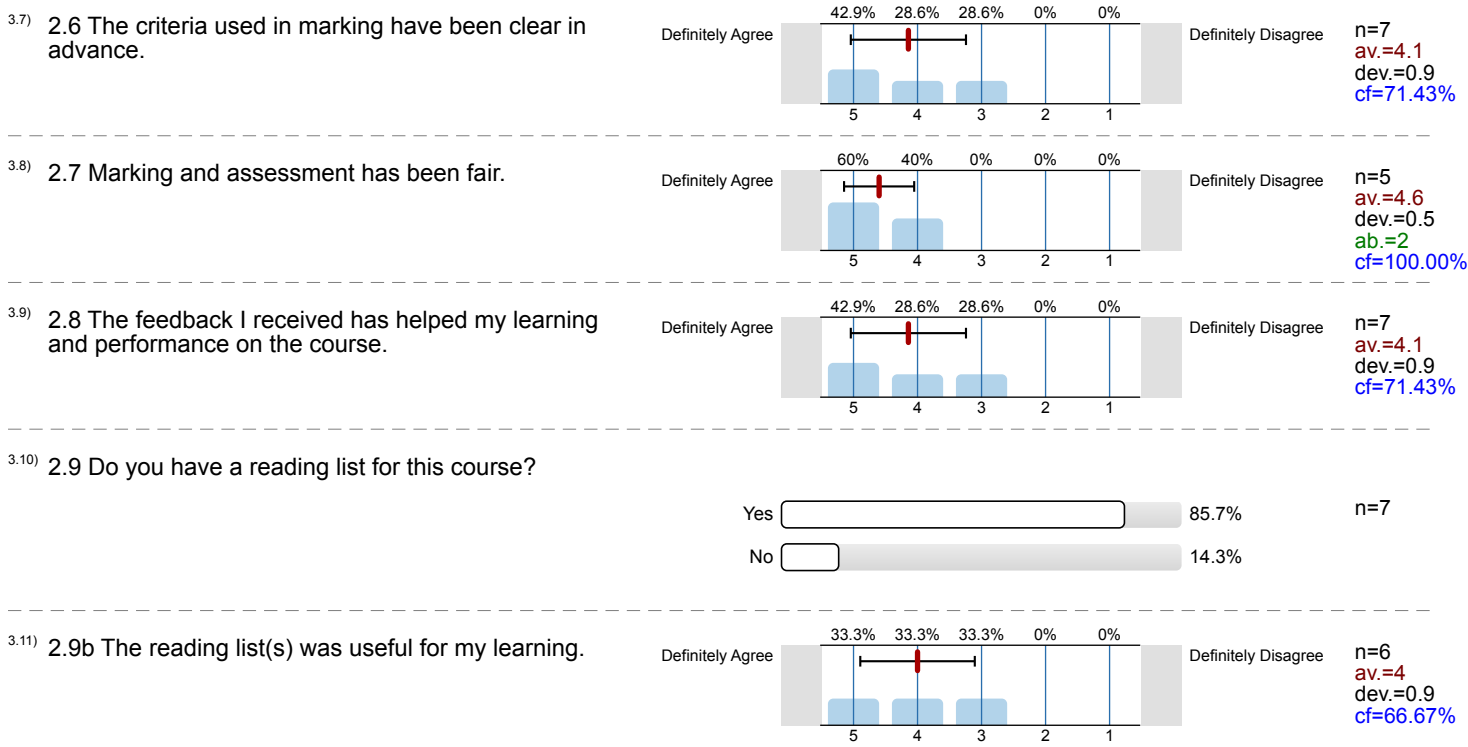 3.7) 2.6 The criteria used in marking have been clear in
advance.
Definitely Agree
42.9% 28.6% 28.6% 0% 0%
5 4 3 2 1
Definitely Disagree
n=7
av.=4.1
dev.=0.9
cf=71.43%
3.8) 2.7 Marking and assessment has been fair.
Definitely Agree
60% 40% 0% 0% 0%
5 4 3 2 1
Definitely Disagree
n=5
av.=4.6
dev.=0.5
ab.=2
cf=100.00%
3.9) 2.8 The feedback I received has helped my learning
and performance on the course.
Definitely Agree
42.9% 28.6% 28.6% 0% 0%
5 4 3 2 1
Definitely Disagree
n=7
av.=4.1
dev.=0.9
cf=71.43%
3.10) 2.9 Do you have a reading list for this course?
Yes 85.7%
n=7
No 14.3%
3.11) 2.9b The reading list(s) was useful for my learning.
Definitely Agree
33.3% 33.3% 33.3% 0% 0%
5 4 3 2 1
Definitely Disagree
n=6
av.=4
dev.=0.9
cf=66.67%